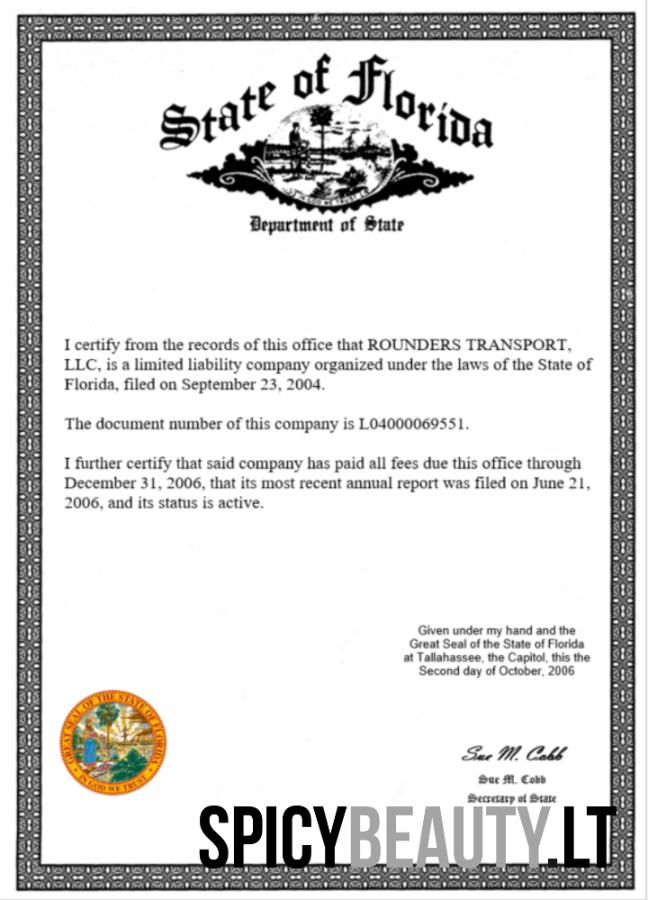 State of Florida
IN GOD WE TRUST
Department of State
I certify from the records of this office that ROUNDERS TRANSPORT,
LLC, is a limited liability company organized under the laws of the State of
Florida, filed on September 23, 2004.
The document number of this company is L04000069551.
I further certify that said company has paid all fees due this office through
December 31, 2006, that its most recent annual report was filed on June 21,
2006, and its status is active.
Given under my hand and the
Great Seal of the State of Florida
at Tallahassee, the Capitol, this the
Second day of October, 2006
GREAT SEAL OF THE STATE OF FLORIDA
IN GOD WE TRUST
Sue M. Cobb
Sue M. Cobb
Secretary of State
SPICYBEAUTY.LT